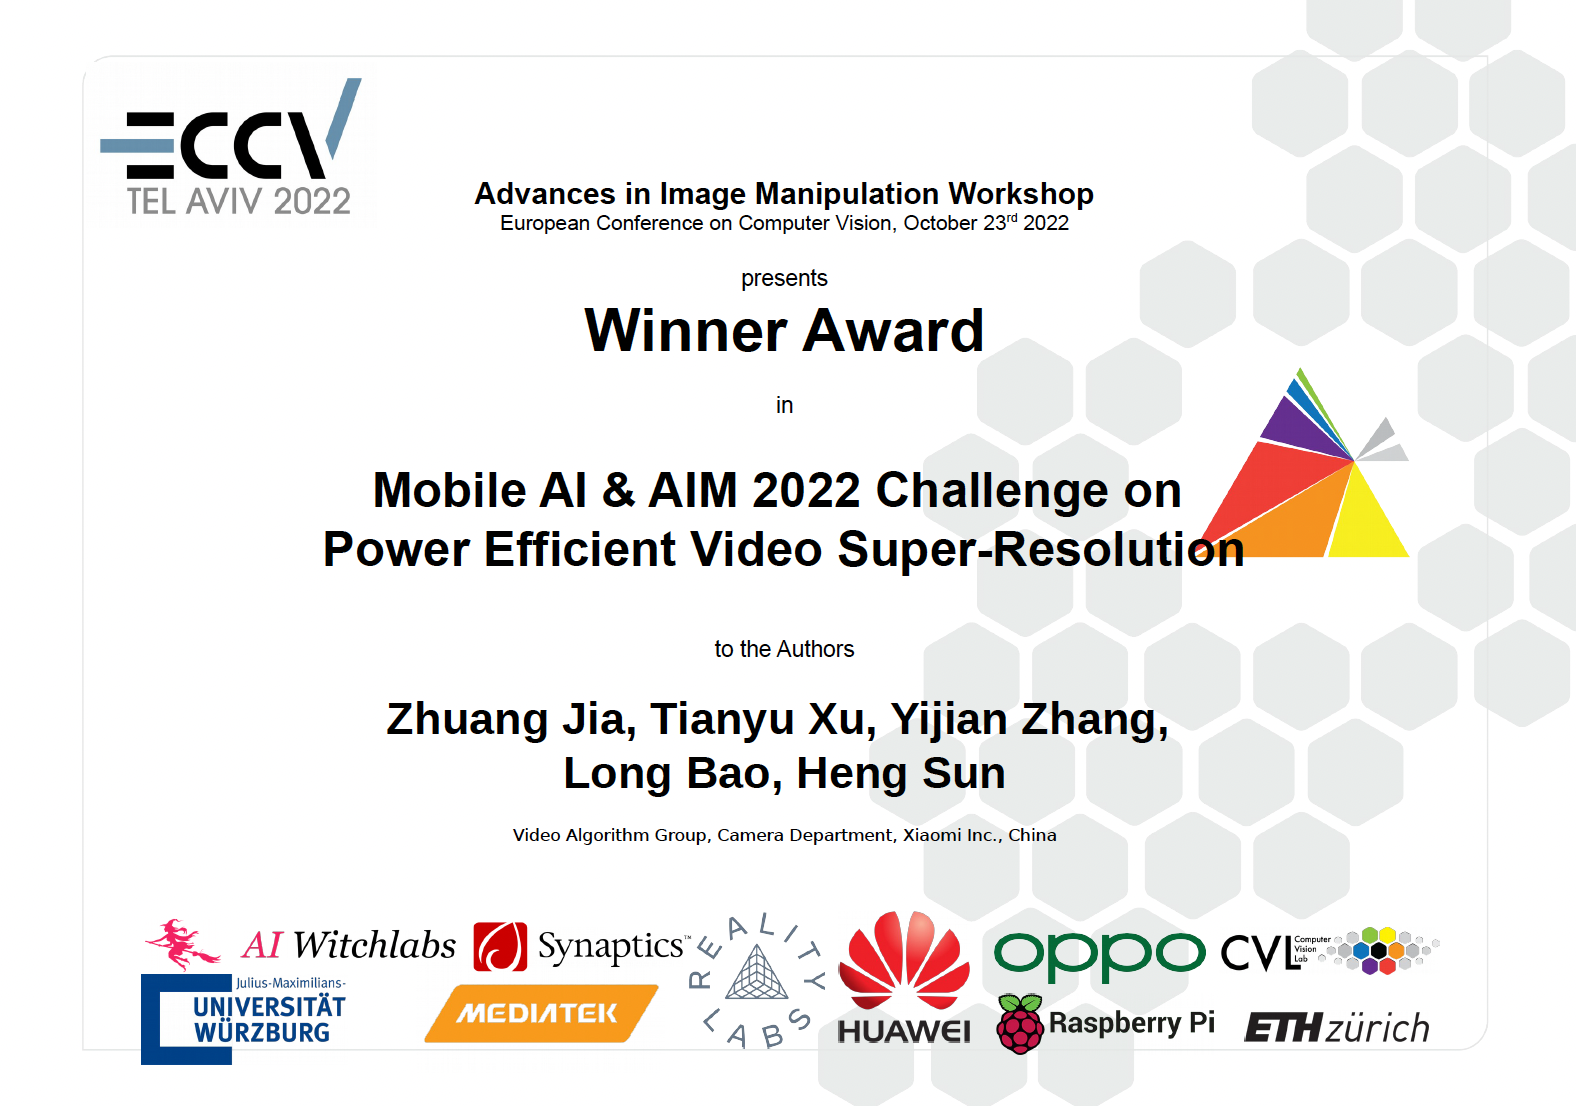 ECCV
TEL AVIV 2022
Advances in Image Manipulation Workshop
European Conference on Computer Vision, October 23rd 2022
presents
Winner Award
in
Mobile AI & AIM 2022 Challenge on
Power Efficient Video Super-Resolution
to the Authors
Zhuang Jia, Tianyu Xu, Yijian Zhang,
Long Bao, Heng Sun
Video Algorithm Group, Camera Department, Xiaomi Inc., China
AI Witchlabs
Synaptics™
REALITY
LABS
HUAWEI
oppo
CVL
Computer
Vision
Lab
Julius-Maximilians-
UNIVERSITÄT
WÜRZBURG
MEDIATEK
Raspberry Pi
ETH zürich